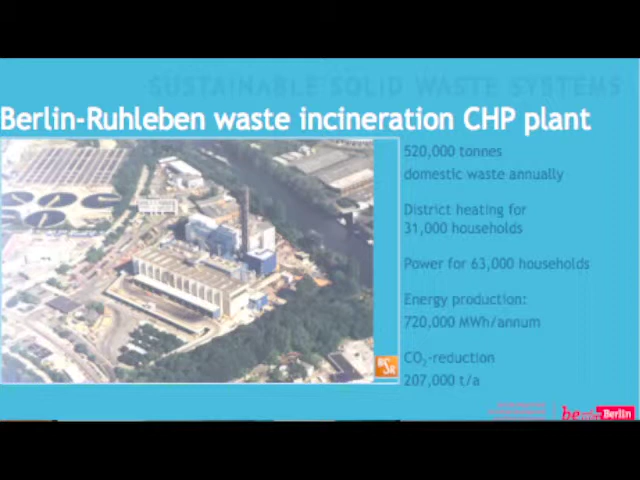 SUSTAINABLE SOLID WASTE SYSTEMS
Berlin-Ruhleben waste incineration CHP plant
520,000 tonnes
domestic waste annually
District heating for
31,000 households
Power for 63,000 households
Energy production:
720,000 MWh/annum
CO₂-reduction
207,000 t/a
BSR
be Berlin